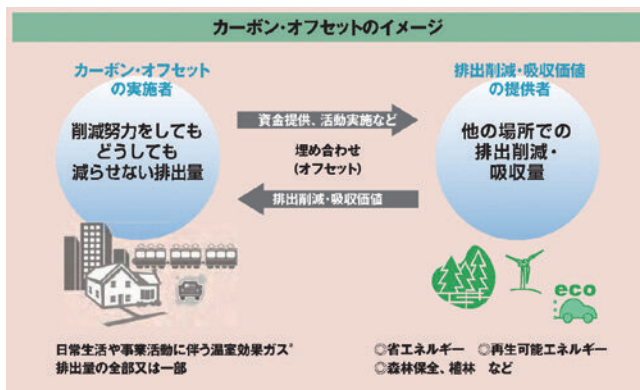 カーボン・オフセットのイメージ
カーボン・オフセット
の実施者
削減努力をしても
どうしても
減らせない排出量
資金提供、活動実施など
埋め合わせ
(オフセット)
排出削減・吸収価値
排出削減・吸収価値
の提供者
他の場所での
排出削減・
吸収量
eco
日常生活や事業活動に伴う温室効果ガス*
排出量の全部又は一部
◎省エネルギー ◎再生可能エネルギー
◎森林保全、植林 など